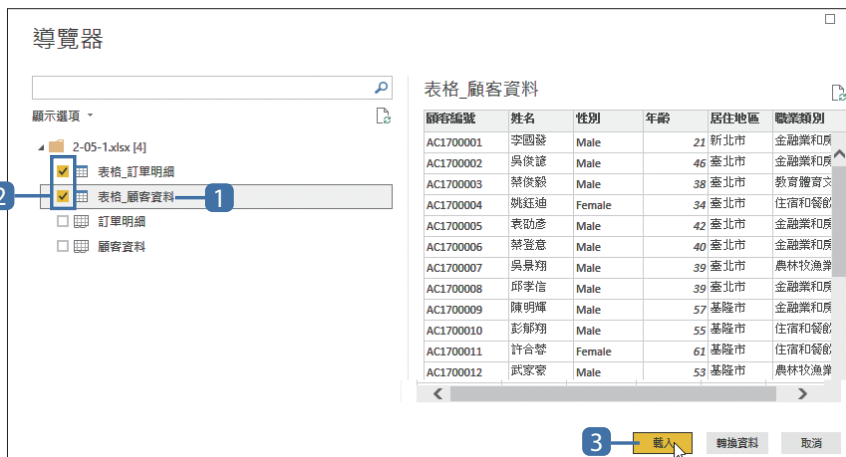 導覽器
顯示選項
2-05-1.xlsx [4]
表格_訂單明細
表格_顧客資料
訂單明細
顧客資料
2
1
表格_顧客資料
顧客編號 姓名 性別 年齡 居住地區 職業類別
AC1700001 李國發 Male 21 新北市 金融業和房
AC1700002 吳俊諺 Male 46 臺北市 金融業和房
AC1700003 蔡俊毅 Male 38 臺北市 教育體育文
AC1700004 姚鈺迪 Female 34 臺北市 住宿和餐飲
AC1700005 袁劭彥 Male 42 臺北市 金融業和房
AC1700006 蔡登意 Male 40 臺北市 金融業和房
AC1700007 吳景翔 Male 39 臺北市 農林牧漁業
AC1700008 邱孝信 Male 39 臺北市 金融業和房
AC1700009 陳明輝 Male 57 基隆市 金融業和房
AC1700010 彭郁翔 Male 55 基隆市 住宿和餐飲
AC1700011 Female 61 基隆市 住宿和餐飲
AC1700012 武家豪 Male 53 基隆市 農林牧漁業
3
載入 轉換資料 取消